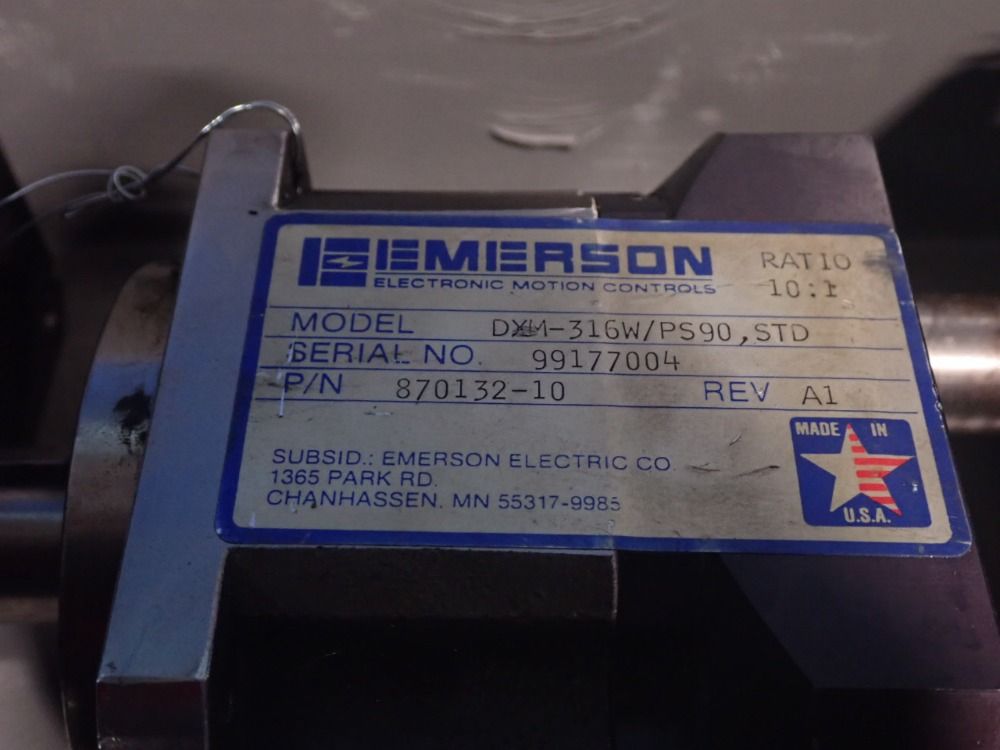 EMERSON
ELECTRONIC MOTION CONTROLS
RATIO
10:1
MODEL DXM-316W/PS90,STD
SERIAL NO. 99177004
P/N 870132-10 REV A1
SUBSID.: EMERSON ELECTRIC CO.
1365 PARK RD.
CHANHASSEN. MN 55317-9985
MADE IN
U.S.A.